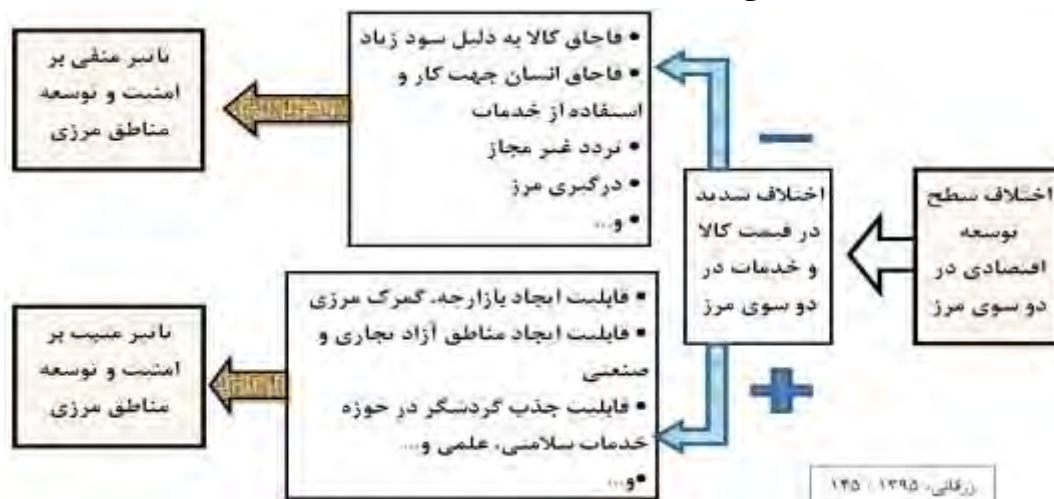 اختلاف سطح
توسعه
اقتصادی در
دو سوی مرز
اختلاف شدید
در قیمت کالا
و خدمات در
دو سوی مرز
• قاچاق کالا به دلیل سود زیاد
• قاچاق انسان جهت کار و
استفاده از خدمات
• تردد غیر مجاز
• درگیری مرز
• و...
تاثیر منفی بر
امنیت و توسعه
مناطق مرزی
• قابلیت ایجاد بازارچه، گمرک مرزی
• قابلیت ایجاد مناطق آزاد تجاری و
صنعتی
• قابلیت جذب گردشگر در حوزه
خدمات سلامتی، علمی و...
• و...
تاثیر مثبت بر
امنیت و توسعه
مناطق مرزی
زرقانی، ۱۳۹۵ : ۱۴۵